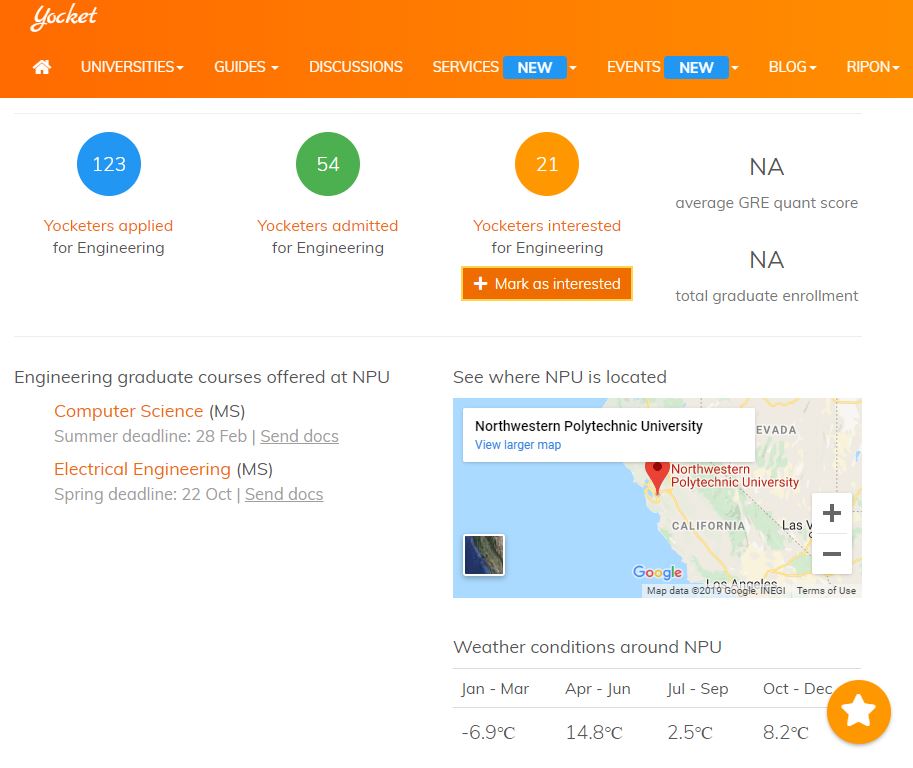 Yocket
UNIVERSITIES GUIDES DISCUSSIONS SERVICES NEW EVENTS NEW BLOG RIPON
123
Yocketers applied
for Engineering
54
Yocketers admitted
for Engineering
21
Yocketers interested
for Engineering
+ Mark as interested
NA
average GRE quant score
NA
total graduate enrollment
Engineering graduate courses offered at NPU
Computer Science (MS)
Summer deadline: 28 Feb | Send docs
Electrical Engineering (MS)
Spring deadline: 22 Oct | Send docs
See where NPU is located
Northwestern Polytechnic University
View larger map
EVADA
Northwestern
Polytechnic University
CALIFORNIA
Las V
Google
Los Angeles
Map data ©2019 Google, INEGI Terms of Use
Weather conditions around NPU
Jan - Mar Apr - Jun Jul - Sep Oct - Dec
-6.9℃ 14.8℃ 2.5℃ 8.2℃